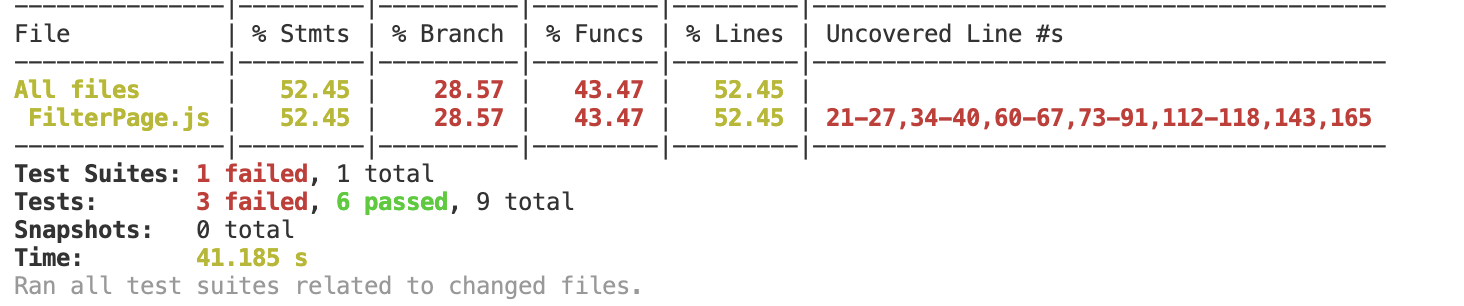 ---------------|---------|----------|---------|---------|-----------------------------------------
File           | % Stmts | % Branch | % Funcs | % Lines | Uncovered Line #s
---------------|---------|----------|---------|---------|-----------------------------------------
All files      |   52.45 |    28.57 |   43.47 |   52.45 |
 FilterPage.js |   52.45 |    28.57 |   43.47 |   52.45 | 21-27,34-40,60-67,73-91,112-118,143,165
---------------|---------|----------|---------|---------|-----------------------------------------
Test Suites: 1 failed, 1 total
Tests:       3 failed, 6 passed, 9 total
Snapshots:   0 total
Time:        41.185 s
Ran all test suites related to changed files.